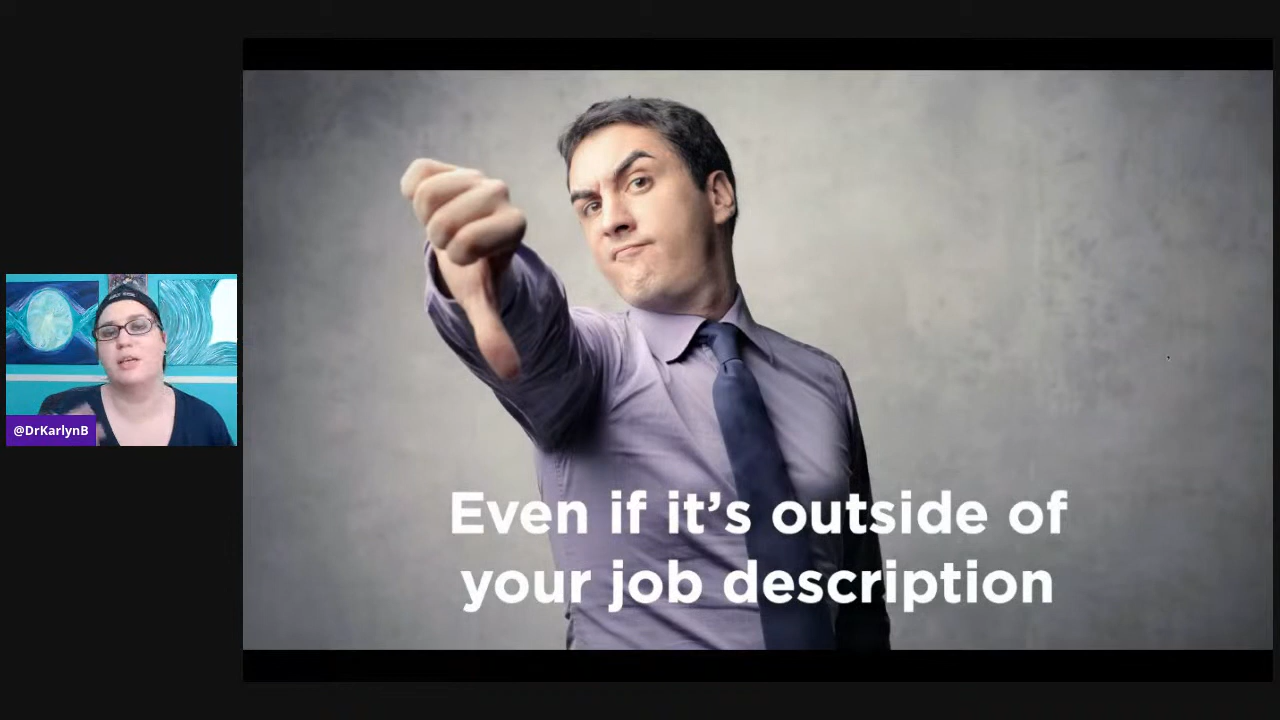 @DrKarlynB
Even if it’s outside of
your job description